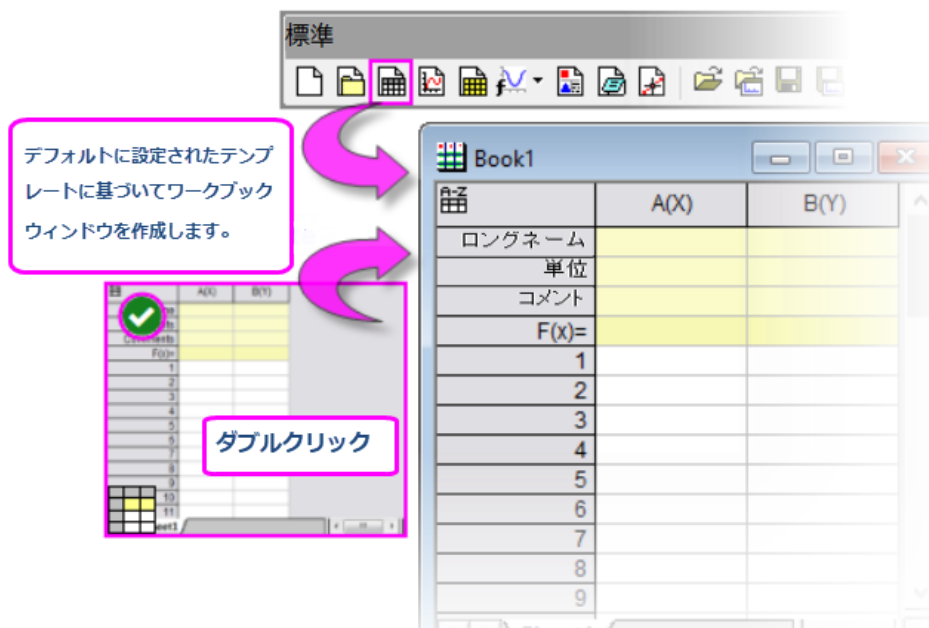 標準
デフォルトに設定されたテンプ
レートに基づいてワークブック
ウィンドウを作成します。
Book1
A-Z
A(X) B(Y)
ロングネーム
単位
コメント
F(x)=
1
2
3
4
5
6
7
8
9
A(X) B(Y)
F(x)=
1
2
3
4
5
6
7
8
9
10
11
ダブルクリック